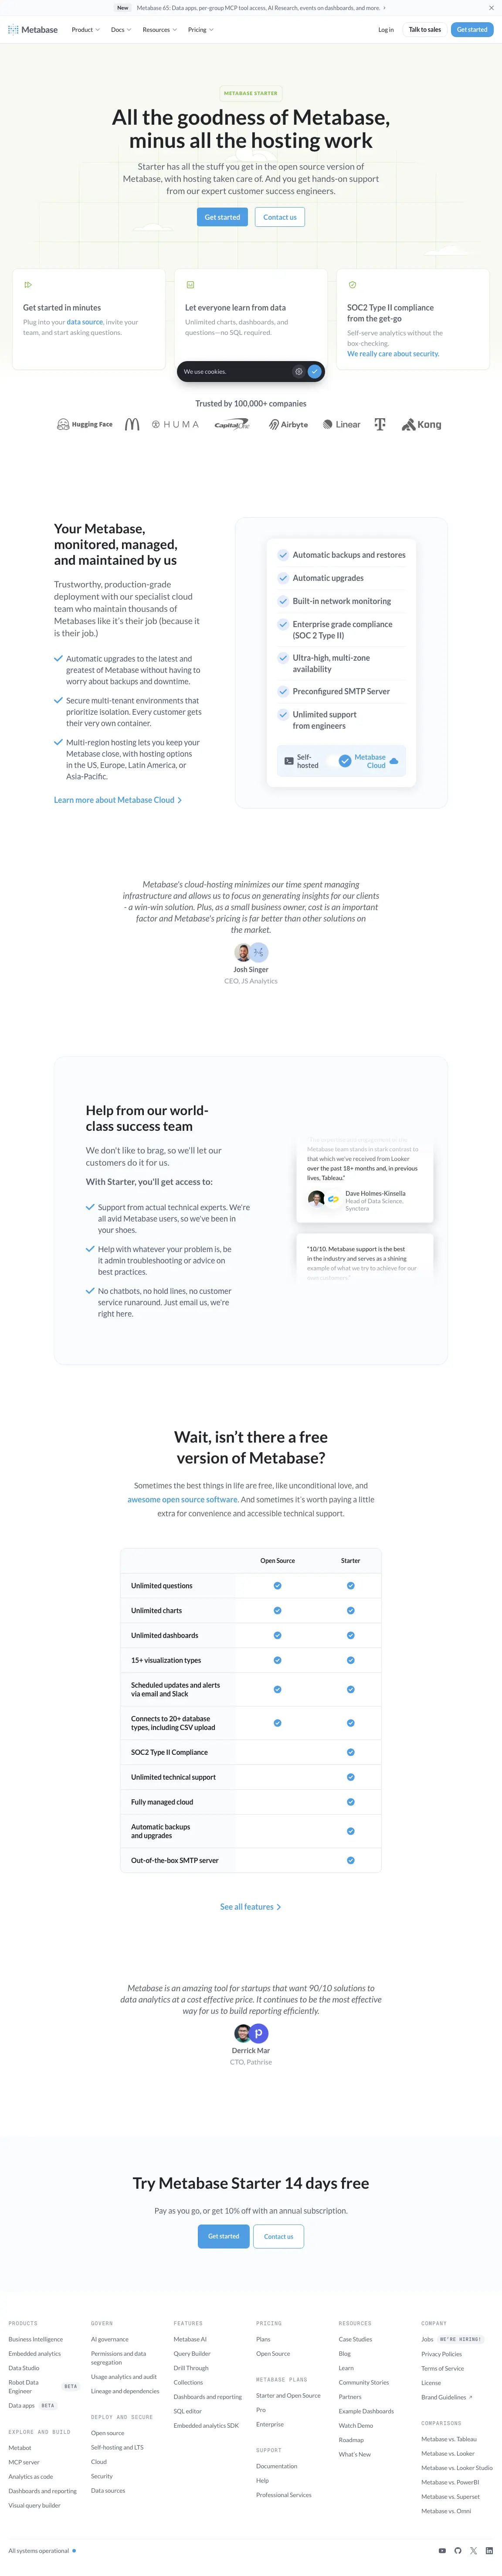 New Metabase 65: Data apps, per-group MCP tool access, AI Research, events on dashboards, and more.
Metabase Product Docs Resources Pricing Log in Talk to sales Get started
METABASE STARTER
All the goodness of Metabase,
minus all the hosting work
Starter has all the stuff you get in the open source version of
Metabase, with hosting taken care of. And you get hands-on support
from our expert customer success engineers.
Get started Contact us
Get started in minutes
Plug into your data source, invite your
team, and start asking questions.
Let everyone learn from data
Unlimited charts, dashboards, and
questions—no SQL required.
SOC2 Type II compliance
from the get-go
Self-serve analytics without the
box-checking.
We really care about security.
We use cookies.
Trusted by 100,000+ companies
Hugging Face HUMA CapitalOne Airbyte Linear T Kong
Your Metabase,
monitored, managed,
and maintained by us
Trustworthy, production-grade
deployment with our specialist cloud
team who maintain thousands of
Metabases like it's their job (because it
is their job.)
Automatic upgrades to the latest and
greatest of Metabase without having to
worry about backups and downtime.
Secure multi-tenant environments that
prioritize isolation. Every customer gets
their very own container.
Multi-region hosting lets you keep your
Metabase close, with hosting options
in the US, Europe, Latin America, or
Asia-Pacific.
Learn more about Metabase Cloud
Automatic backups and restores
Automatic upgrades
Built-in network monitoring
Enterprise grade compliance
(SOC 2 Type II)
Ultra-high, multi-zone
availability
Preconfigured SMTP Server
Unlimited support
from engineers
Self-
hosted
Metabase
Cloud
Metabase's cloud-hosting minimizes our time spent managing
infrastructure and allows us to focus on generating insights for our clients
- a win-win solution. Plus, as a small business owner, cost is an important
factor and Metabase's pricing is far better than other solutions on
the market.
Josh Singer
CEO, JS Analytics
Help from our world-
class success team
We don't like to brag, so we'll let our
customers do it for us.
With Starter, you'll get access to:
Support from actual technical experts. We're
all avid Metabase users, so we've been in
your shoes.
Help with whatever your problem is, be
it admin troubleshooting or advice on
best practices.
No chatbots, no hold lines, no customer
service runaround. Just email us, we're
right here.
Metabase team stands in stark contrast to
that which we've received from Looker
over the past 18+ months and, in previous
lives, Tableau."
Dave Holmes-Kinsella
Head of Data Science,
Synctera
"10/10. Metabase support is the best
in the industry and serves as a shining
example of what we try to achieve for our
own customers."
Wait, isn't there a free
version of Metabase?
Sometimes the best things in life are free, like unconditional love, and
awesome open source software. And sometimes it's worth paying a little
extra for convenience and accessible technical support.
Open Source Starter
Unlimited questions
Unlimited charts
Unlimited dashboards
15+ visualization types
Scheduled updates and alerts
via email and Slack
Connects to 20+ database
types, including CSV upload
SOC2 Type II Compliance
Unlimited technical support
Fully managed cloud
Automatic backups
and upgrades
Out-of-the-box SMTP server
See all features
Metabase is an amazing tool for startups that want 90/10 solutions to
data analytics at a cost effective price. It continues to be the most effective
way for us to build reporting efficiently.
Derrick Mar
CTO, Pathrise
Try Metabase Starter 14 days free
Pay as you go, or get 10% off with an annual subscription.
Get started Contact us
PRODUCTS
Business Intelligence
Embedded analytics
Data Studio
Robot Data
Engineer BETA
Data apps BETA
EXPLORE AND BUILD
Metabot
MCP server
Analytics as code
Dashboards and reporting
Visual query builder
GOVERN
AI governance
Permissions and data
segregation
Usage analytics and audit
Lineage and dependencies
DEPLOY AND SECURE
Open source
Self-hosting and LTS
Cloud
Security
Data sources
FEATURES
Metabase AI
Query Builder
Drill Through
Collections
Dashboards and reporting
SQL editor
Embedded analytics SDK
PRICING
Plans
Open Source
METABASE PLANS
Starter and Open Source
Pro
Enterprise
SUPPORT
Documentation
Help
Professional Services
RESOURCES
Case Studies
Blog
Learn
Community Stories
Partners
Example Dashboards
Watch Demo
Roadmap
What's New
COMPANY
Jobs WE'RE HIRING!
Privacy Policies
Terms of Service
License
Brand Guidelines
COMPARISONS
Metabase vs. Tableau
Metabase vs. Looker
Metabase vs. Looker Studio
Metabase vs. PowerBI
Metabase vs. Superset
Metabase vs. Omni
All systems operational